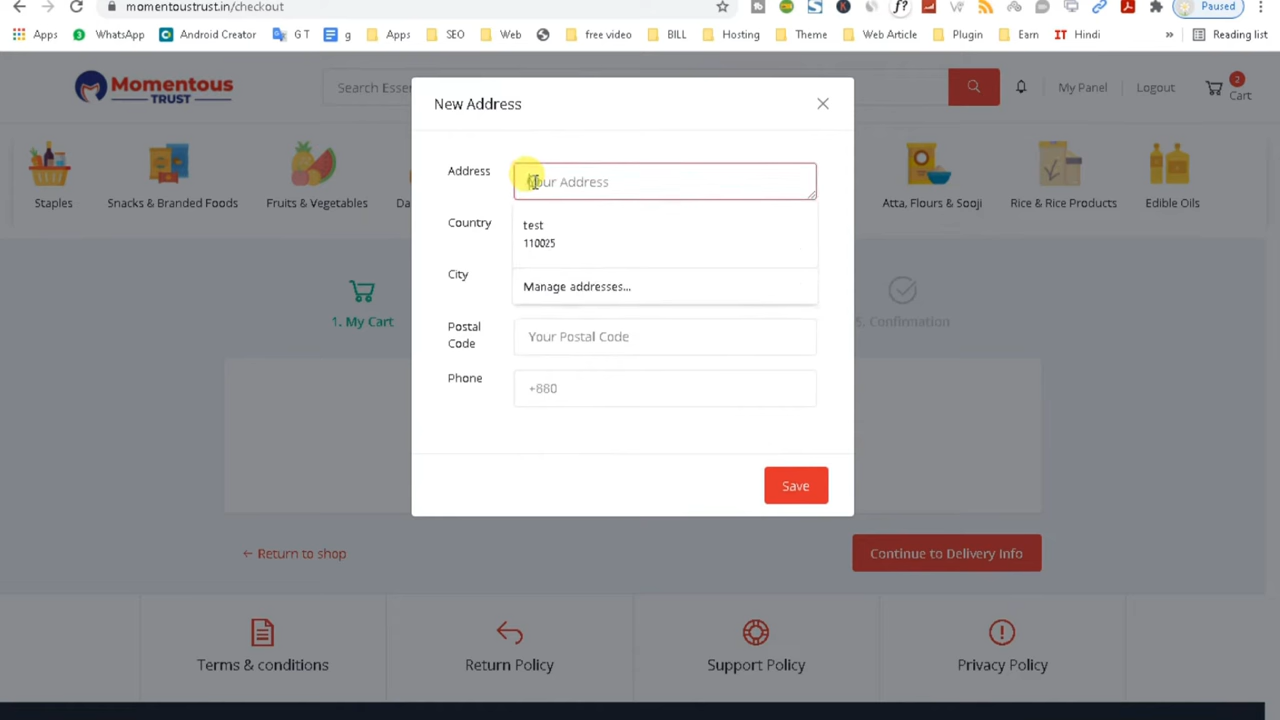 momentoustrust.in/checkout
Paused
Apps WhatsApp Android Creator G T g Apps SEO Web free video BILL Hosting Theme Web Article Plugin Earn IT Hindi » Reading list
Momentous
TRUST
Search Esse
My Panel Logout 2 Cart
New Address
Staples Snacks & Branded Foods Fruits & Vegetables Da Atta, Flours & Sooji Rice & Rice Products Edible Oils
Address Your Address
Country
test
110025
City
Manage addresses...
1. My Cart
5. Confirmation
Postal
Code
Your Postal Code
Phone +880
Save
← Return to shop
Continue to Delivery Info
Terms & conditions Return Policy Support Policy Privacy Policy